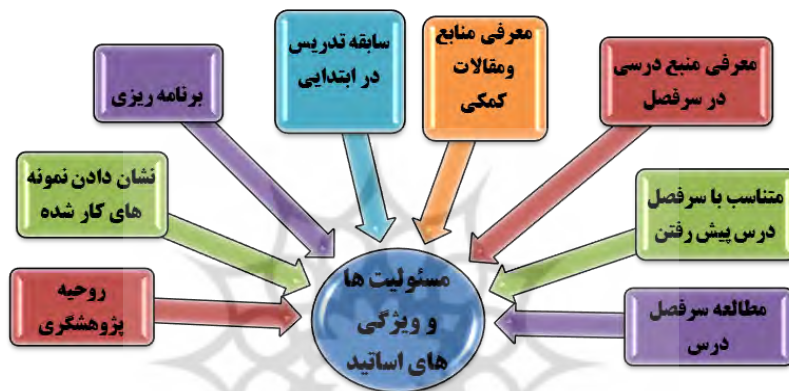 معرفی منبع درسی
در سرفصل
معرفی منابع
ومقالات
کمکی
سابقه تدریس
در ابتدایی
برنامه ریزی
متناسب با سرفصل
درس پیش رفتن
نشان دادن نمونه
های کار شده
مطالعه سرفصل
درس
روحیه
پژوهشگری
مسئولیت ها
و ویژگی
های اساتید